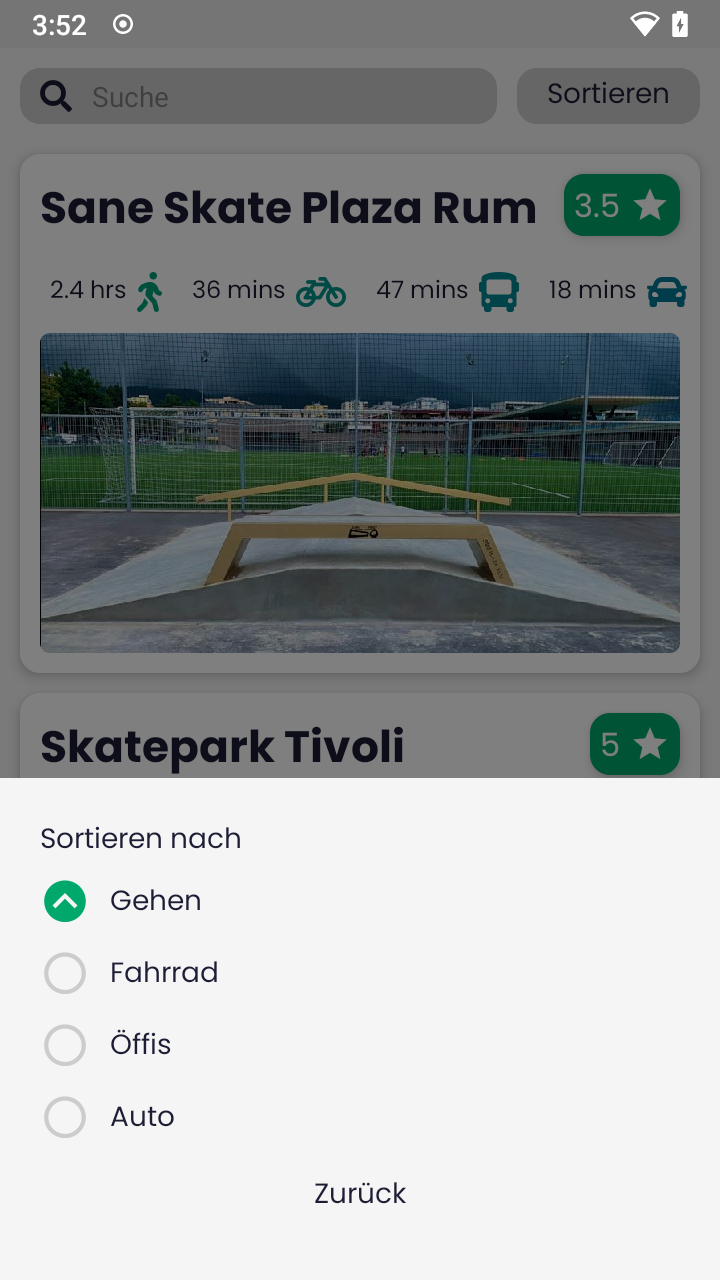 3:52
Suche
Sortieren
Sane Skate Plaza Rum
3.5
2.4 hrs 36 mins 47 mins 18 mins
Skatepark Tivoli
5
Sortieren nach
Gehen
Fahrrad
Öffis
Auto
Zurück